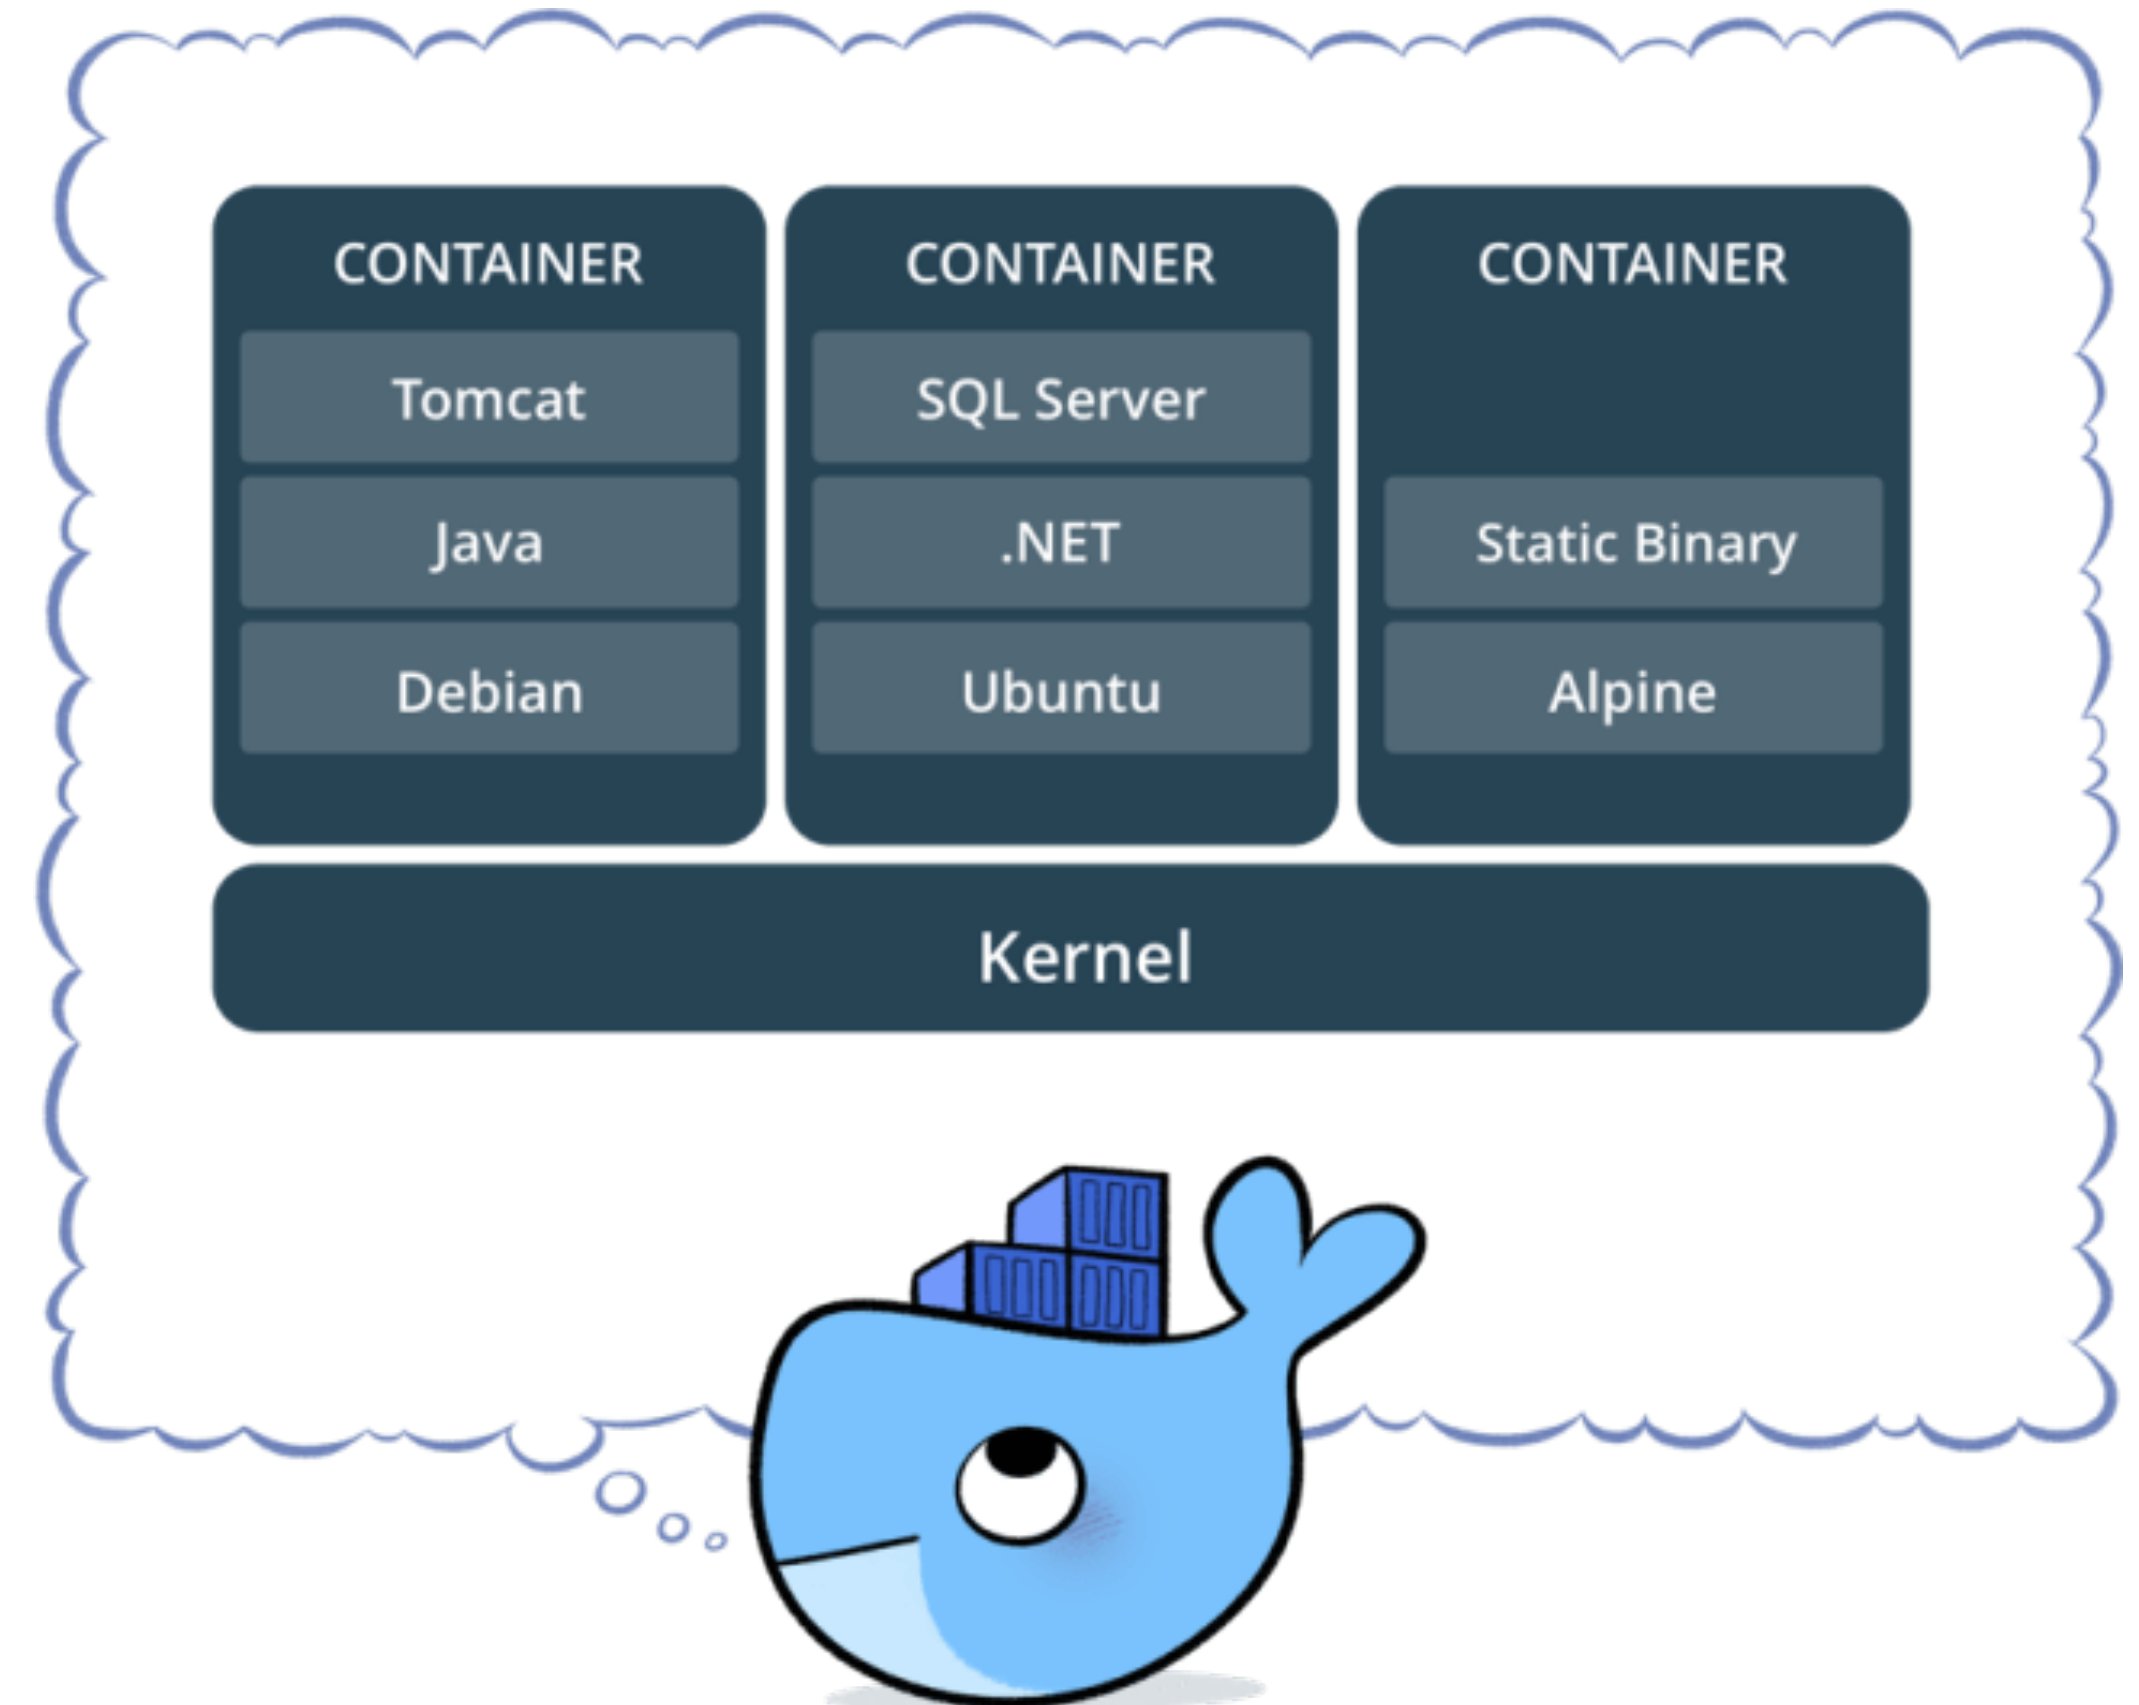 CONTAINER
Tomcat
Java
Debian
CONTAINER
SQL Server
.NET
Ubuntu
CONTAINER
Static Binary
Alpine
Kernel